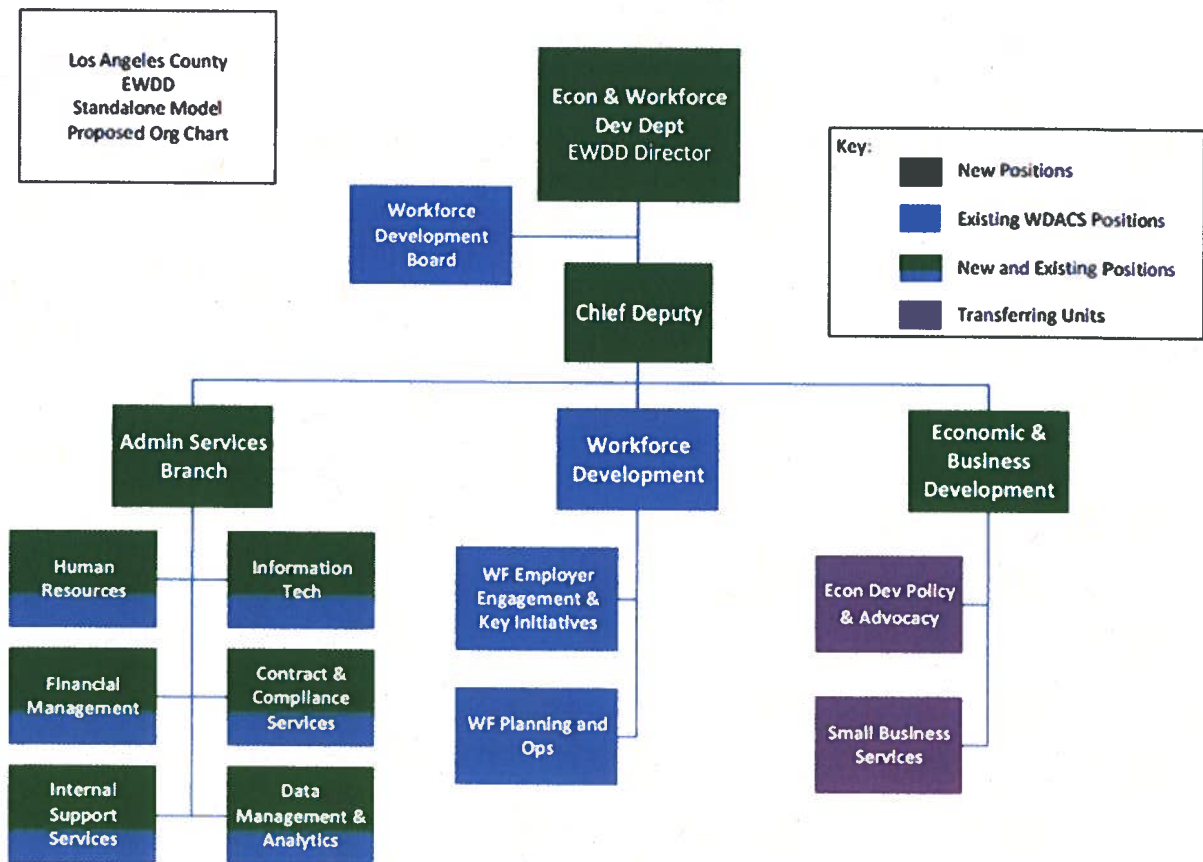 Los Angeles County
EWDD
Standalone Model
Proposed Org Chart
Econ & Workforce
Dev Dept
EWDD Director
Key:
New Positions
Existing WDACS Positions
New and Existing Positions
Transferring Units
Workforce
Development
Board
Chief Deputy
Admin Services
Branch
Workforce
Development
Economic &
Business
Development
Human
Resources
Information
Tech
WF Employer
Engagement &
Key Initiatives
Econ Dev Policy
& Advocacy
Financial
Management
Contract &
Compliance
Services
WF Planning and
Ops
Small Business
Services
Internal
Support
Services
Data
Management &
Analytics